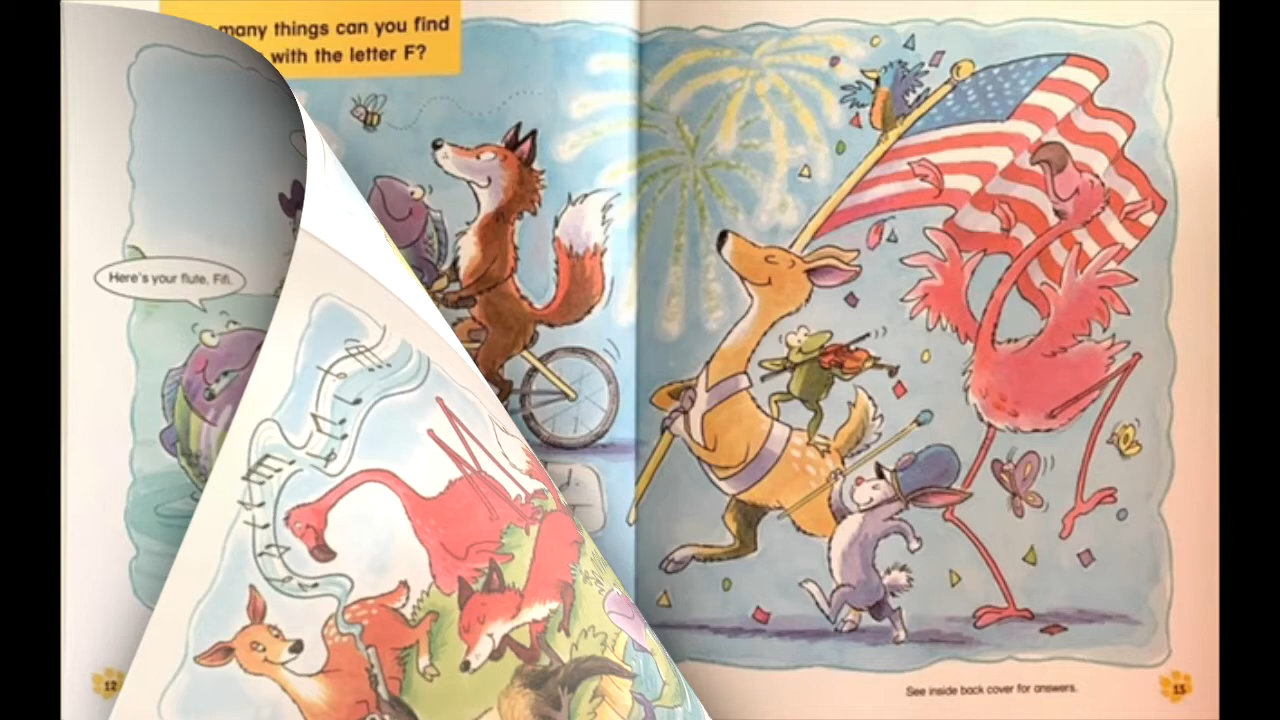 many things can you find
with the letter F?
Here's your flute, Fifi.
12
See inside back cover for answers.
13